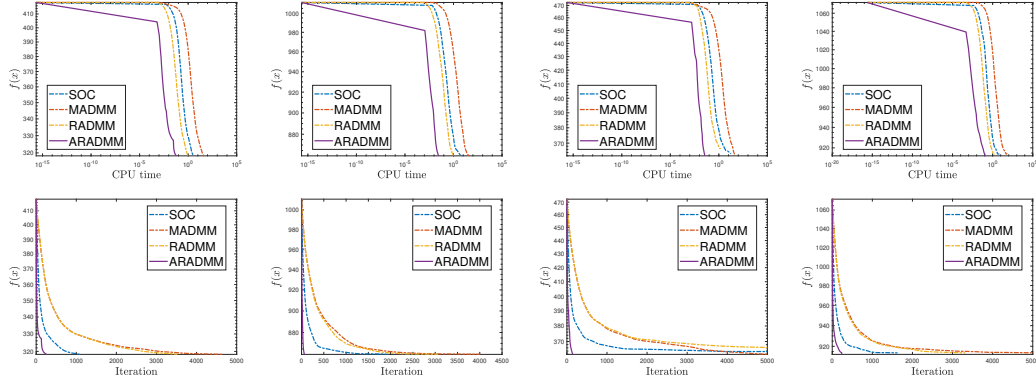 f(x)
410
400
390
380
370
360
350
340
330
320
SOC
MADMM
RADMM
ARADMM
10^-15
10^-10
10^-5
10^0
10^5
CPU time
f(x)
1000
980
960
940
920
900
880
SOC
MADMM
RADMM
ARADMM
10^-15
10^-10
10^-5
10^0
10^5
CPU time
f(x)
470
460
450
440
430
420
410
400
390
380
370
SOC
MADMM
RADMM
ARADMM
10^-15
10^-10
10^-5
10^0
10^5
CPU time
f(x)
1060
1040
1020
1000
980
960
940
920
SOC
MADMM
RADMM
ARADMM
10^-20
10^-15
10^-10
10^-5
10^0
CPU time
f(x)
410
400
390
380
370
360
350
340
330
320
SOC
MADMM
RADMM
ARADMM
0
1000
2000
3000
4000
5000
Iteration
f(x)
1000
980
960
940
920
900
880
SOC
MADMM
RADMM
ARADMM
0
500
1000
1500
2000
2500
3000
3500
4000
4500
Iteration
f(x)
470
460
450
440
430
420
410
400
390
380
370
SOC
MADMM
RADMM
ARADMM
0
1000
2000
3000
4000
5000
Iteration
f(x)
1060
1040
1020
1000
980
960
940
920
SOC
MADMM
RADMM
ARADMM
0
1000
2000
3000
4000
5000
Iteration